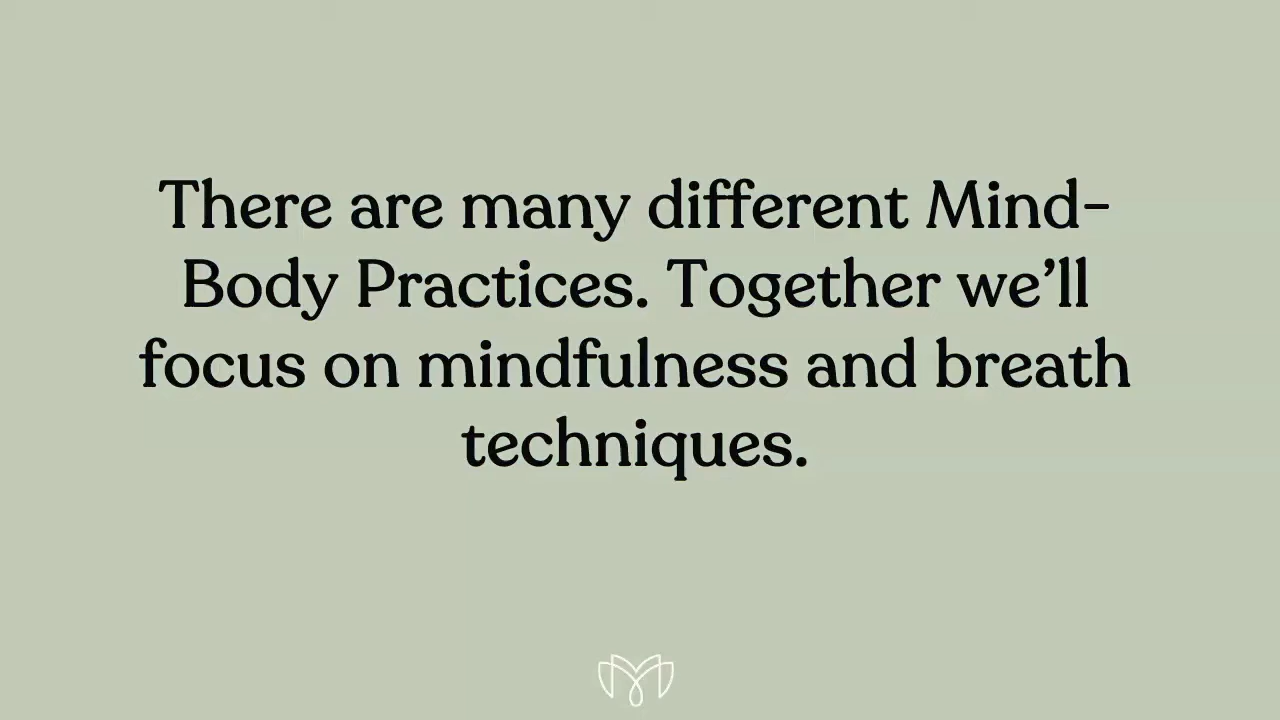 There are many different Mind-
Body Practices. Together we’ll
focus on mindfulness and breath
techniques.